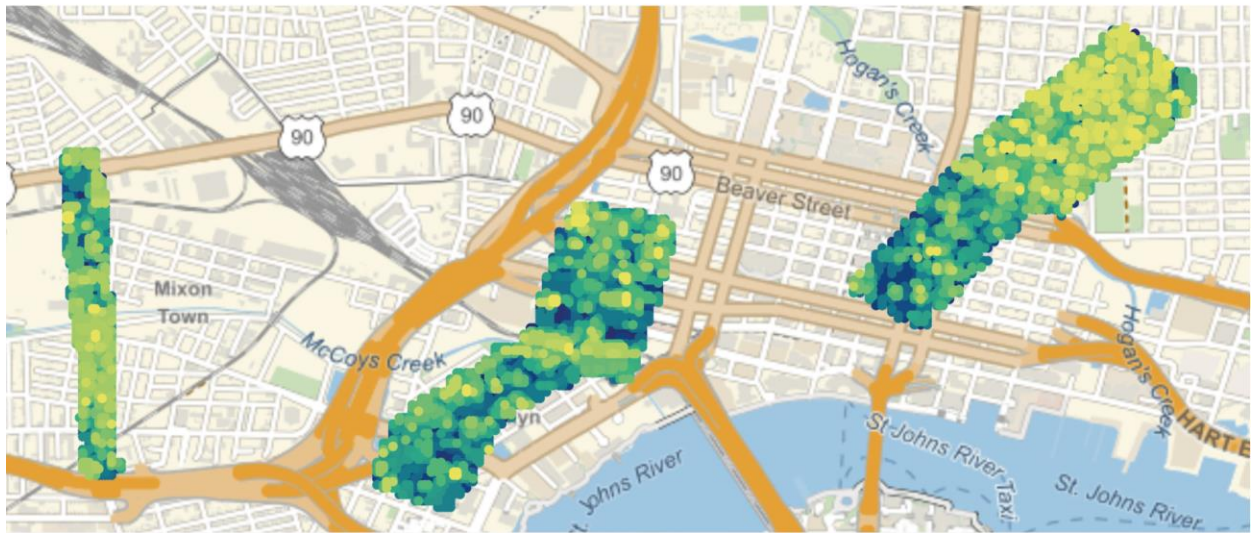 Hogan's Creek
90
90
90
Beaver Street
Mixon
Town
McCoys Creek
yn
Hogan's Creek
St Johns River Taxi
HART E
Johns River
St. Johns River